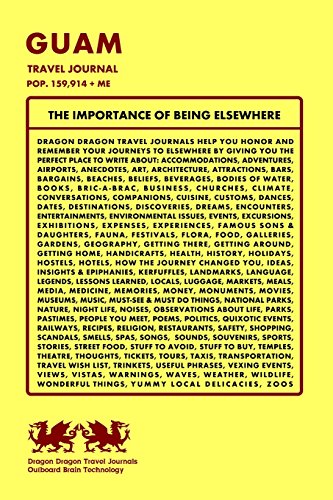 GUAM
TRAVEL JOURNAL
POP. 159,914 + ME
THE IMPORTANCE OF BEING ELSEWHERE
DRAGON DRAGON TRAVEL JOURNALS HELP YOU HONOR AND
REMEMBER YOUR JOURNEYS TO ELSEWHERE BY GIVING YOU THE
PERFECT PLACE TO WRITE ABOUT: ACCOMMODATIONS, ADVENTURES,
AIRPORTS, ANECDOTES, ART, ARCHITECTURE, ATTRACTIONS, BARS,
BARGAINS, BEACHES, BELIEFS, BEVERAGES, BODIES OF WATER,
BOOKS, BRIC-A-BRAC, BUSINESS, CHURCHES, CLIMATE,
CONVERSATIONS, COMPANIONS, CUISINE, CUSTOMS, DANCES,
DATES, DESTINATIONS, DISCOVERIES, DREAMS, ENCOUNTERS,
ENTERTAINMENTS, ENVIRONMENTAL ISSUES, EVENTS, EXCURSIONS,
EXHIBITIONS, EXPENSES, EXPERIENCES, FAMOUS SONS &
DAUGHTERS, FAUNA, FESTIVALS, FLORA, FOOD, GALLERIES,
GARDENS, GEOGRAPHY, GETTING THERE, GETTING AROUND,
GETTING HOME, HANDICRAFTS, HEALTH, HISTORY, HOLIDAYS,
HOSTELS, HOTELS, HOW THE JOURNEY CHANGED YOU, IDEAS,
INSIGHTS & EPIPHANIES, KERFUFFLES, LANDMARKS, LANGUAGE,
LEGENDS, LESSONS LEARNED, LOCALS, LUGGAGE, MARKETS, MEALS,
MEDIA, MEDICINE, MEMORIES, MONEY, MONUMENTS, MOVIES,
MUSEUMS, MUSIC, MUST-SEE & MUST DO THINGS, NATIONAL PARKS,
NATURE, NIGHT LIFE, NOISES, OBSERVATIONS ABOUT LIFE, PARKS,
PASTIMES, PEOPLE YOU MEET, POEMS, POLITICS, QUIXOTIC EVENTS,
RAILWAYS, RECIPES, RELIGION, RESTAURANTS, SAFETY, SHOPPING,
SCANDALS, SMELLS, SPAS, SONGS, SOUNDS, SOUVENIRS, SPORTS,
STORIES, STREET FOOD, STUFF TO AVOID, STUFF TO BUY, TEMPLES,
THEATRE, THOUGHTS, TICKETS, TOURS, TAXIS, TRANSPORTATION,
TRAVEL WISH LIST, TRINKETS, USEFUL PHRASES, VEXING EVENTS,
VIEWS, VISTAS, WARNINGS, WAVES, WEATHER, WILDLIFE,
WONDERFUL THINGS, YUMMY LOCAL DELICACIES, ZOOS
Dragon Dragon Travel Journals
Outboard Brain Technology